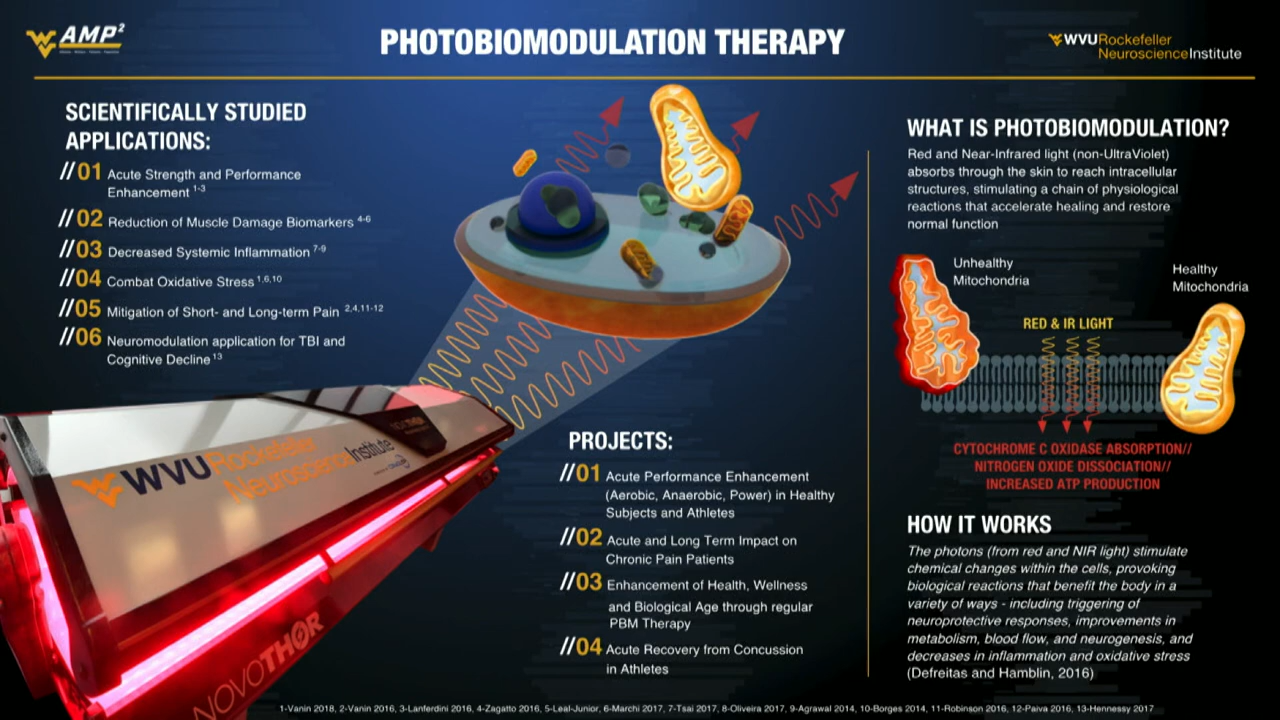 AMP²
PHOTOBIOMODULATION THERAPY
WVU Rockefeller
NeuroscienceInstitute
SCIENTIFICALLY STUDIED
APPLICATIONS:
//01 Acute Strength and Performance
Enhancement 1-3
//02 Reduction of Muscle Damage Biomarkers 4-6
//03 Decreased Systemic Inflammation 7-9
//04 Combat Oxidative Stress 1,6,10
//05 Mitigation of Short- and Long-term Pain 2,4,11-12
//06 Neuromodulation application for TBI and
Cognitive Decline 13
WVU Rockefeller
Neuroscience Institute
NOVOTHOR
PROJECTS:
//01 Acute Performance Enhancement
(Aerobic, Anaerobic, Power) in Healthy
Subjects and Athletes
//02 Acute and Long Term Impact on
Chronic Pain Patients
//03 Enhancement of Health, Wellness
and Biological Age through regular
PBM Therapy
//04 Acute Recovery from Concussion
in Athletes
WHAT IS PHOTOBIOMODULATION?
Red and Near-Infrared light (non-UltraViolet)
absorbs through the skin to reach intracellular
structures, stimulating a chain of physiological
reactions that accelerate healing and restore
normal function
Unhealthy
Mitochondria
Healthy
Mitochondria
RED & IR LIGHT
CYTOCHROME C OXIDASE ABSORPTION//
NITROGEN OXIDE DISSOCIATION//
INCREASED ATP PRODUCTION
HOW IT WORKS
The photons (from red and NIR light) stimulate
chemical changes within the cells, provoking
biological reactions that benefit the body in a
variety of ways - including triggering of
neuroprotective responses, improvements in
metabolism, blood flow, and neurogenesis, and
decreases in inflammation and oxidative stress
(Defreitas and Hamblin, 2016)
1-Vanin 2018, 2-Vanin 2016, 3-Lanferdini 2016, 4-Zagatto 2016, 5-Leal-Junior, 6-Marchi 2017, 7-Tsai 2017, 8-Oliveira 2017, 9-Agrawal 2014, 10-Borges 2014, 11-Robinson 2016, 12-Paiva 2016, 13-Hennessy 2017